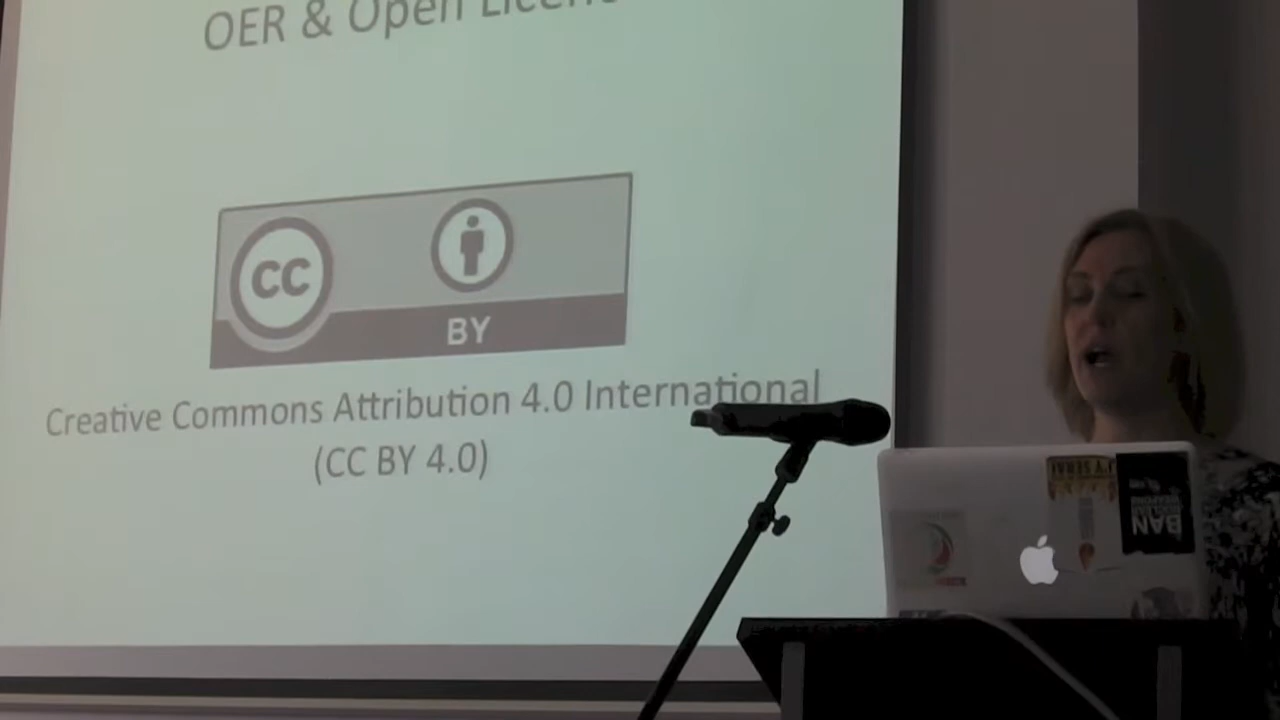 OER & Open
CC
BY
Creative Commons Attribution 4.0 International
(CC BY 4.0)
BAN